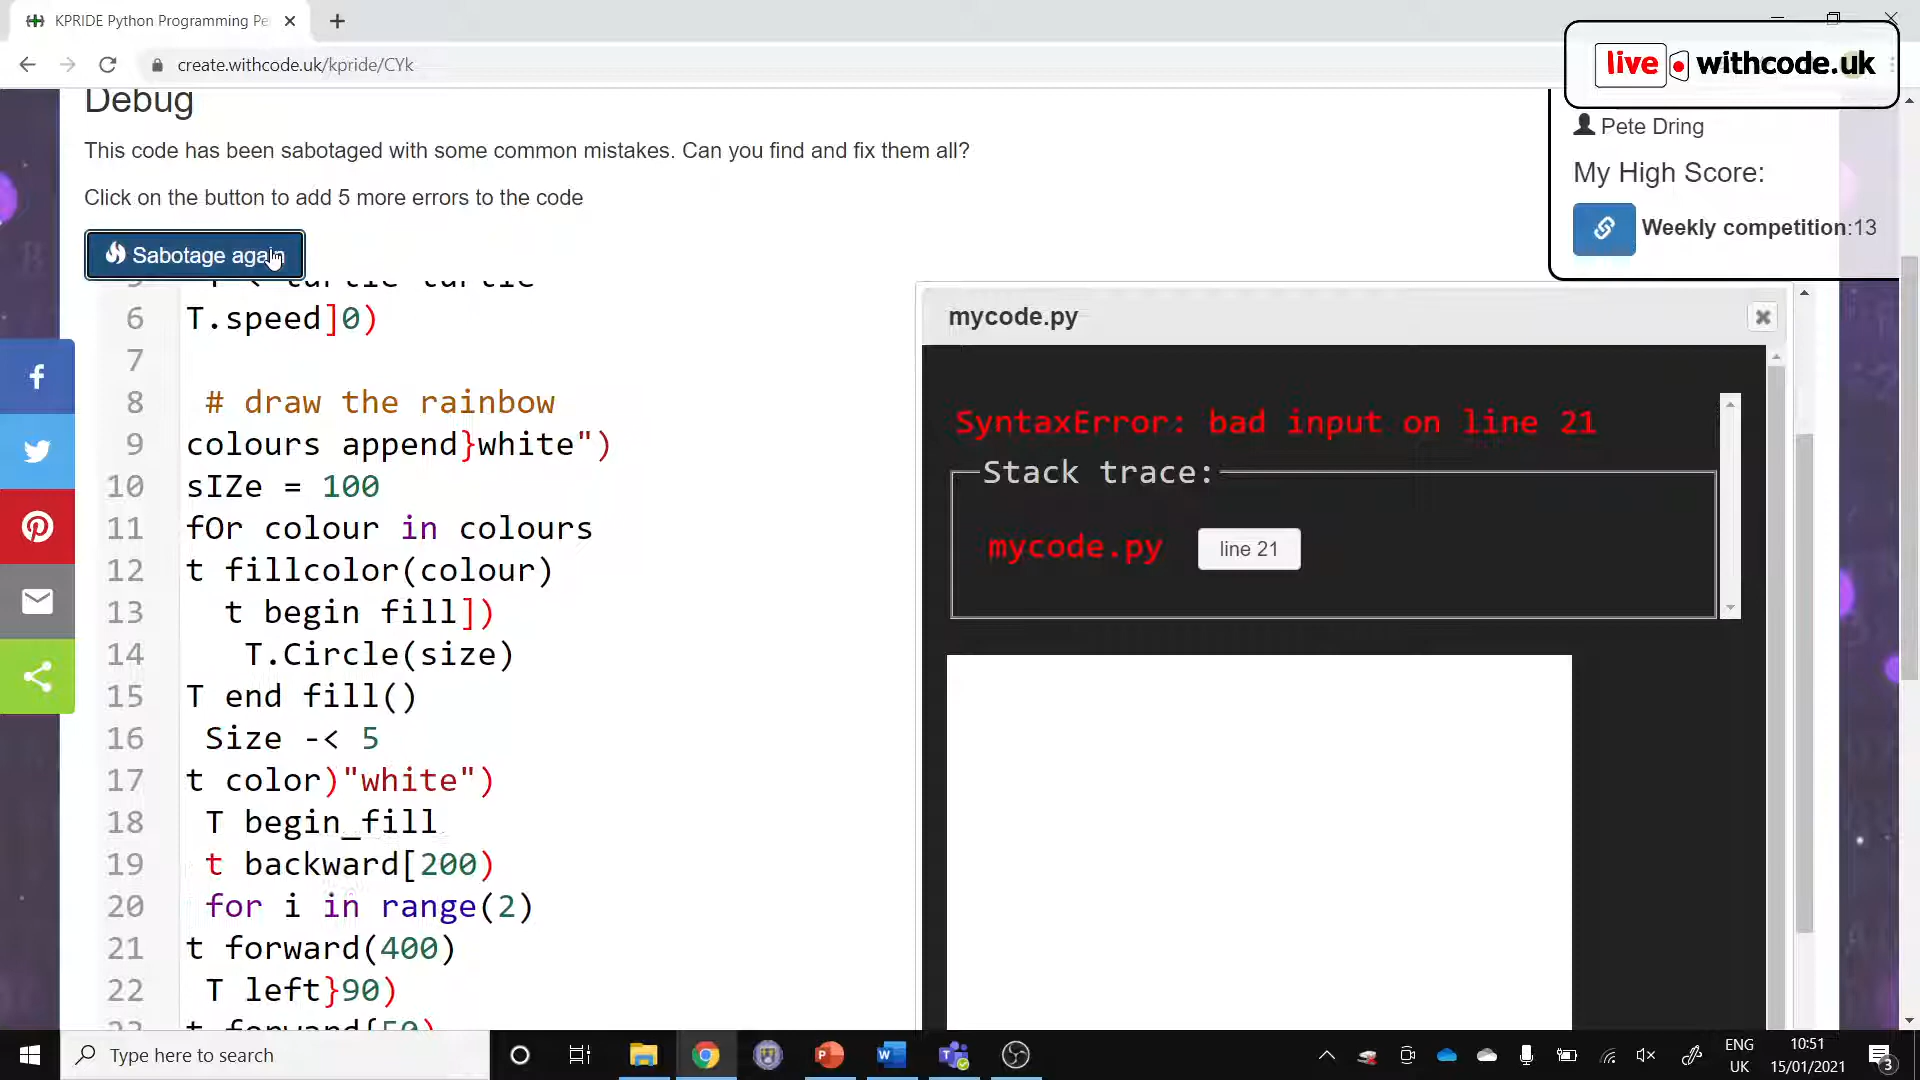 KPRIDE Python Programming Pe
create.withcode.uk/kpride/CYk
live withcode.uk
Debug
This code has been sabotaged with some common mistakes. Can you find and fix them all?
Click on the button to add 5 more errors to the code
Sabotage again
Pete Dring
My High Score:
Weekly competition:13
6 T.speed]0)
7
8 # draw the rainbow
9 colours append}white")
10 sIZe = 100
11 fOr colour in colours
12 t fillcolor(colour)
13 t begin fill])
14 T.Circle(size)
15 T end fill()
16 Size -< 5
17 t color)"white")
18 T begin_fill
19 t backward[200)
20 for i in range(2)
21 t forward(400)
22 T left}90)
mycode.py
SyntaxError: bad input on line 21
Stack trace:
mycode.py line 21
Type here to search
ENG
UK
10:51
15/01/2021
3